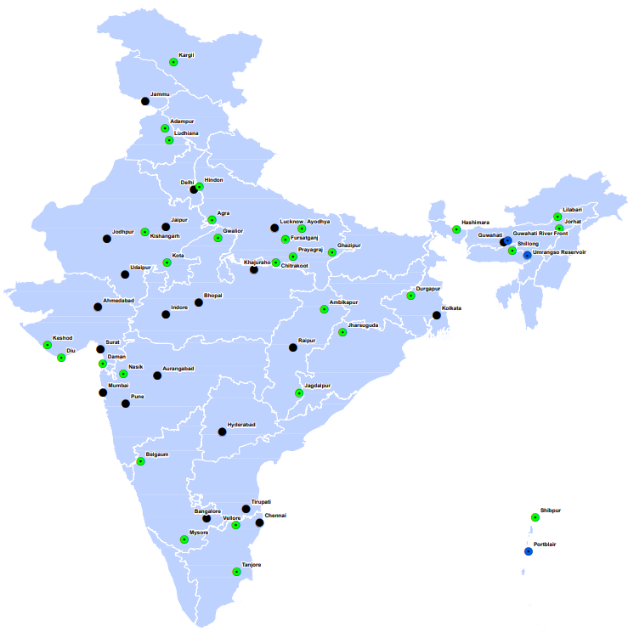 Kargil
Jammu
Adampur
Ludhiana
Delhi
Hindon
Lilabari
Agra
Jorhat
Jaipur
Lucknow
Ayodhya
Hashimara
Jodhpur
Kishangarh
Gwalior
Fursatganj
Guwahati
Guwahati River Front
Ghazipur
Shillong
Prayagraj
Umrangso Reservoir
Kota
Khajuraho
Chitrakoot
Udaipur
Durgapur
Bhopal
Ahmedabad
Indore
Ambikapur
Kolkata
Jharsuguda
Keshod
Surat
Raipur
Diu
Daman
Nasik
Aurangabad
Mumbai
Jagdalpur
Pune
Hyderabad
Belgaum
Tirupati
Bangalore
Vellore
Chennai
Shibpur
Mysore
Portblair
Tanjore